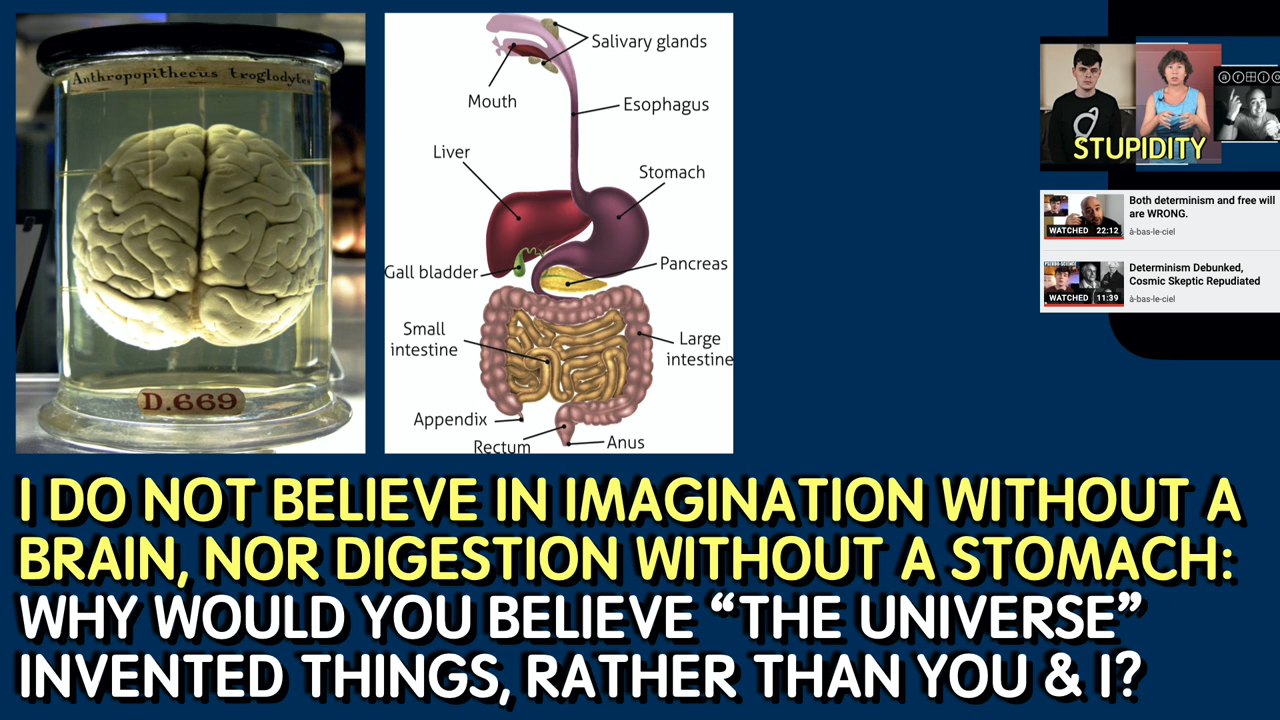 Anthropopithecus troglodytes
D.669
Salivary glands
Mouth
Esophagus
Liver
Stomach
Gall bladder
Pancreas
Small
intestine
Large
intestine
Appendix
Rectum
Anus
STUPIDITY
Both determinism and free will
are WRONG.
à-bas-le-ciel
WATCHED 22:12
Determinism Debunked,
Cosmic Skeptic Repudiated
à-bas-le-ciel
WATCHED 11:39
I DO NOT BELIEVE IN IMAGINATION WITHOUT A
BRAIN, NOR DIGESTION WITHOUT A STOMACH:
WHY WOULD YOU BELIEVE “THE UNIVERSE”
INVENTED THINGS, RATHER THAN YOU & I?